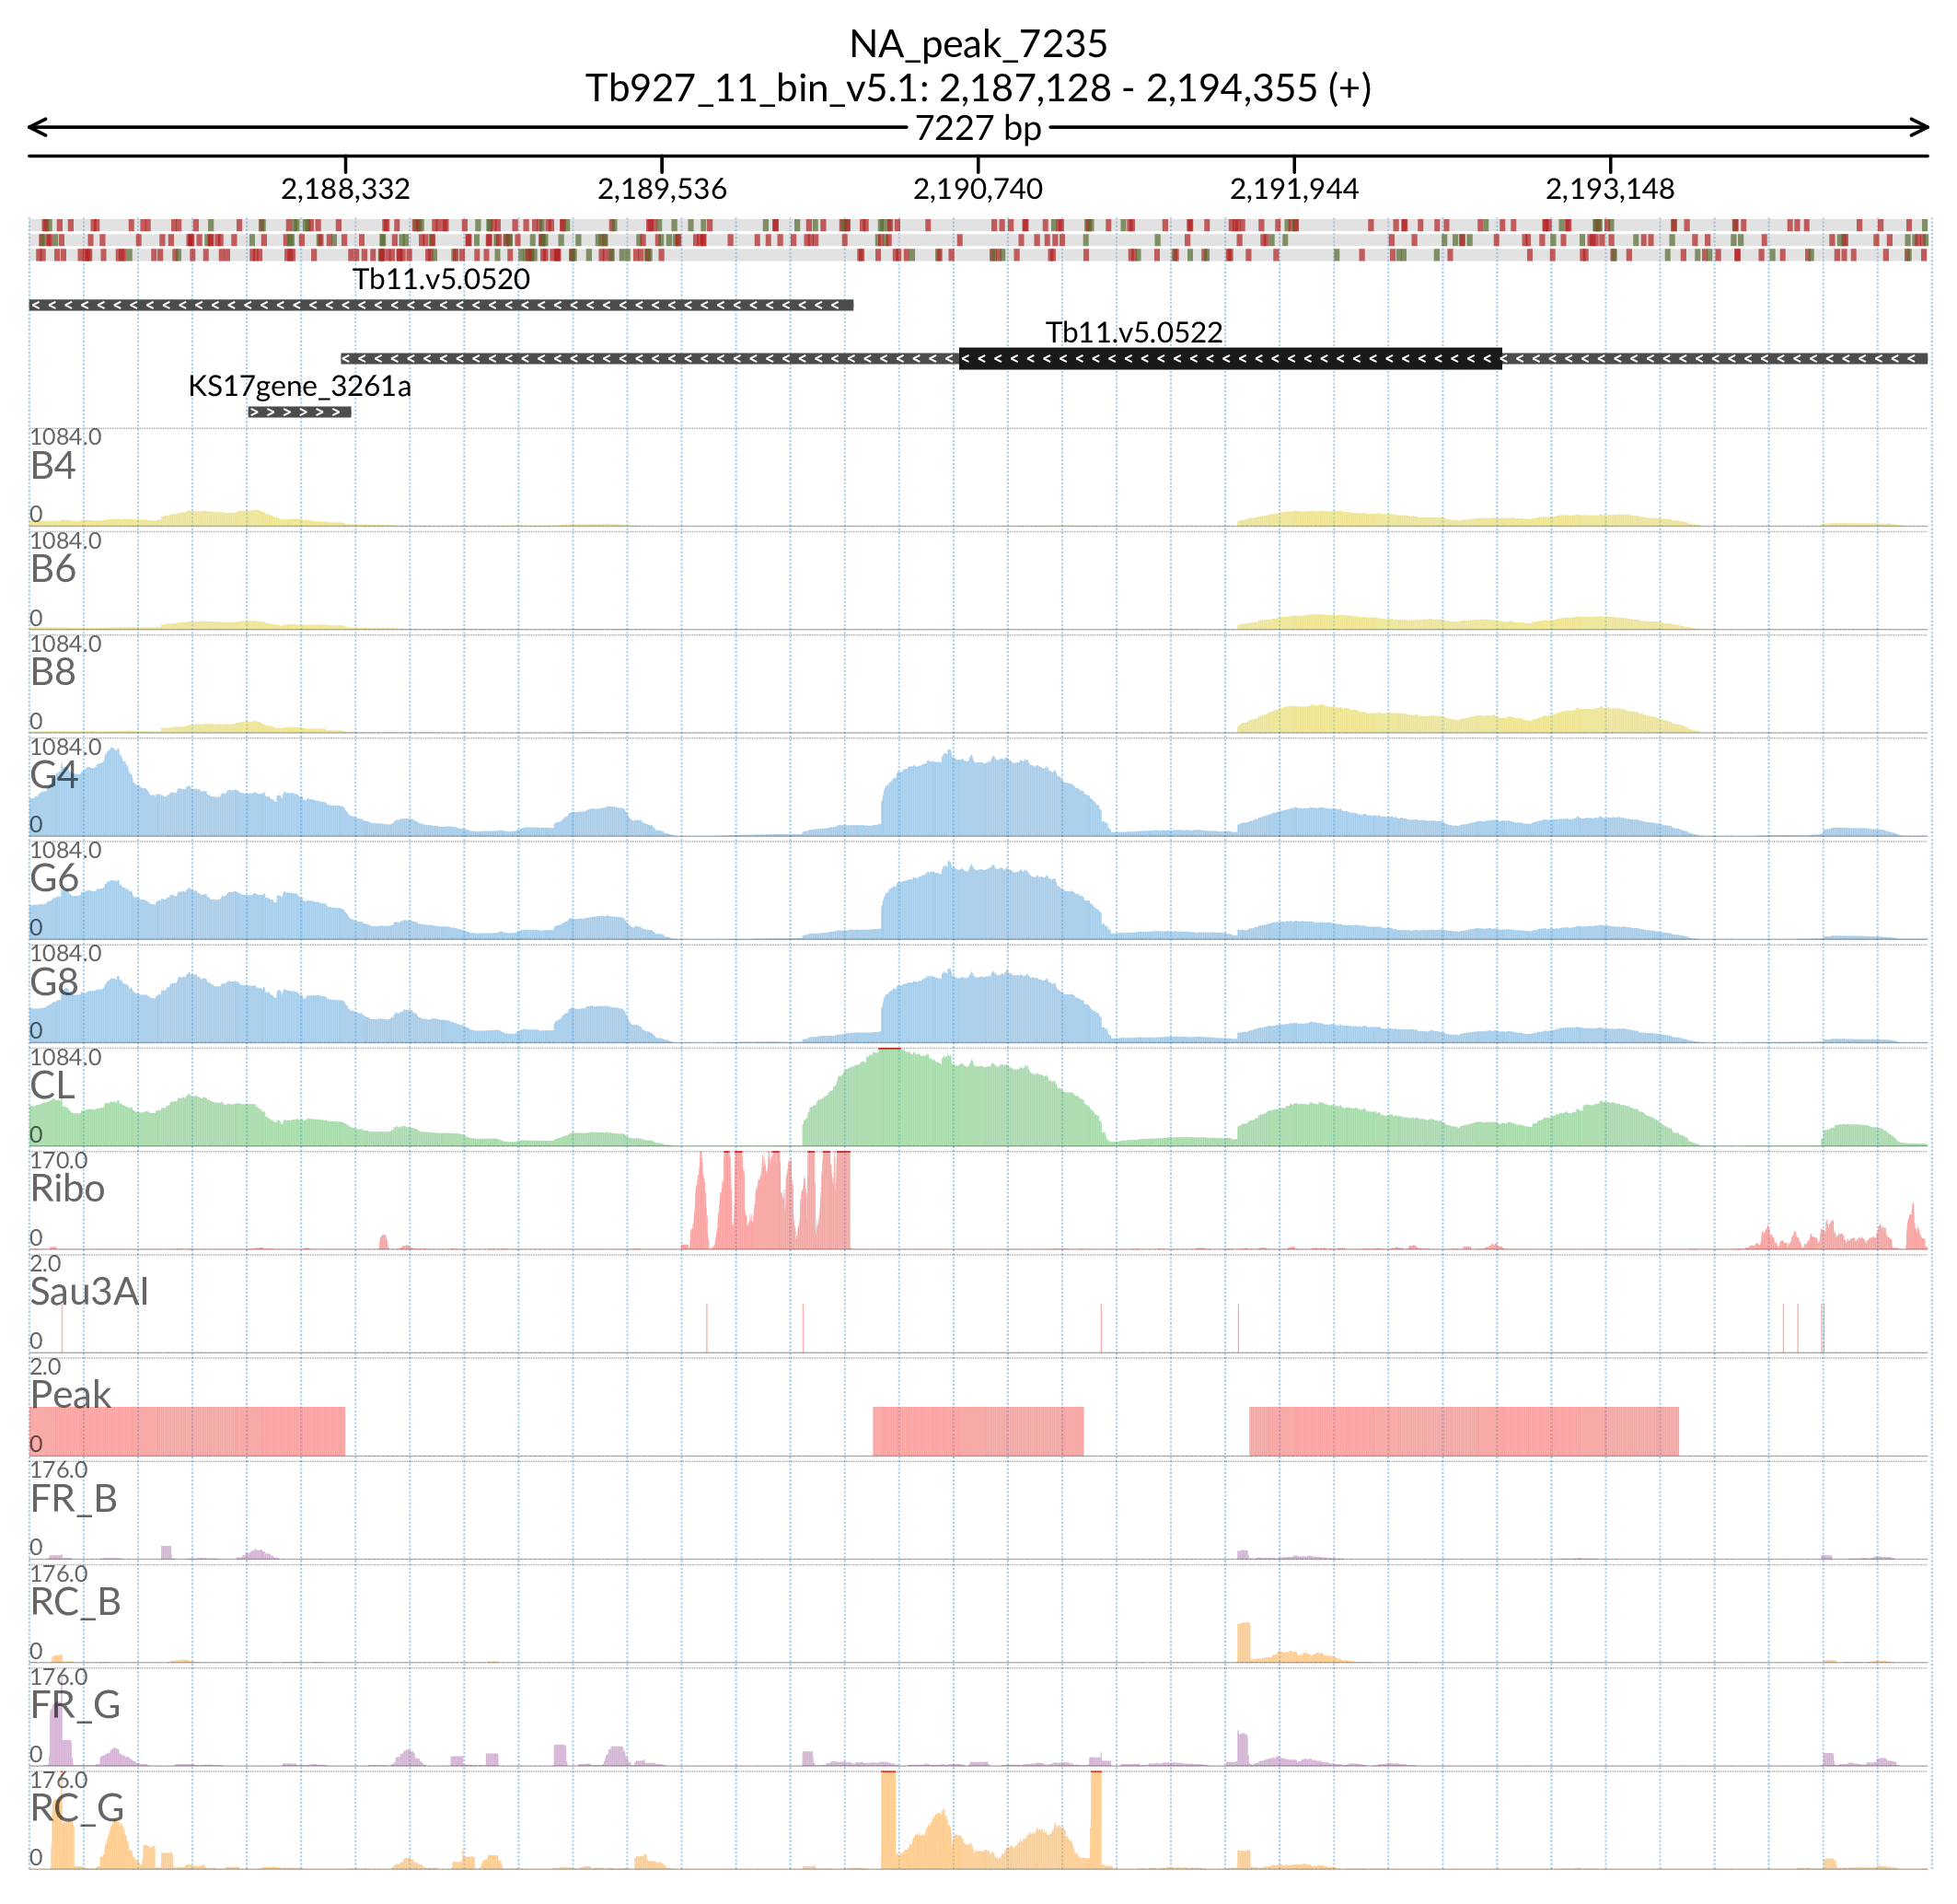 NA_peak_7235
Tb927_11_bin_v5.1: 2,187,128 - 2,194,355 (+)
7227 bp
2,188,332 2,189,536 2,190,740 2,191,944 2,193,148
Tb11.v5.0520
Tb11.v5.0522
KS17gene_3261a
1084.0
B4
0
1084.0
B6
0
1084.0
B8
0
1084.0
G4
0
1084.0
G6
0
1084.0
G8
0
1084.0
CL
0
170.0
Ribo
0
2.0
Sau3AI
0
2.0
Peak
0
176.0
FR_B
0
176.0
RC_B
0
176.0
FR_G
0
176.0
RC_G
0